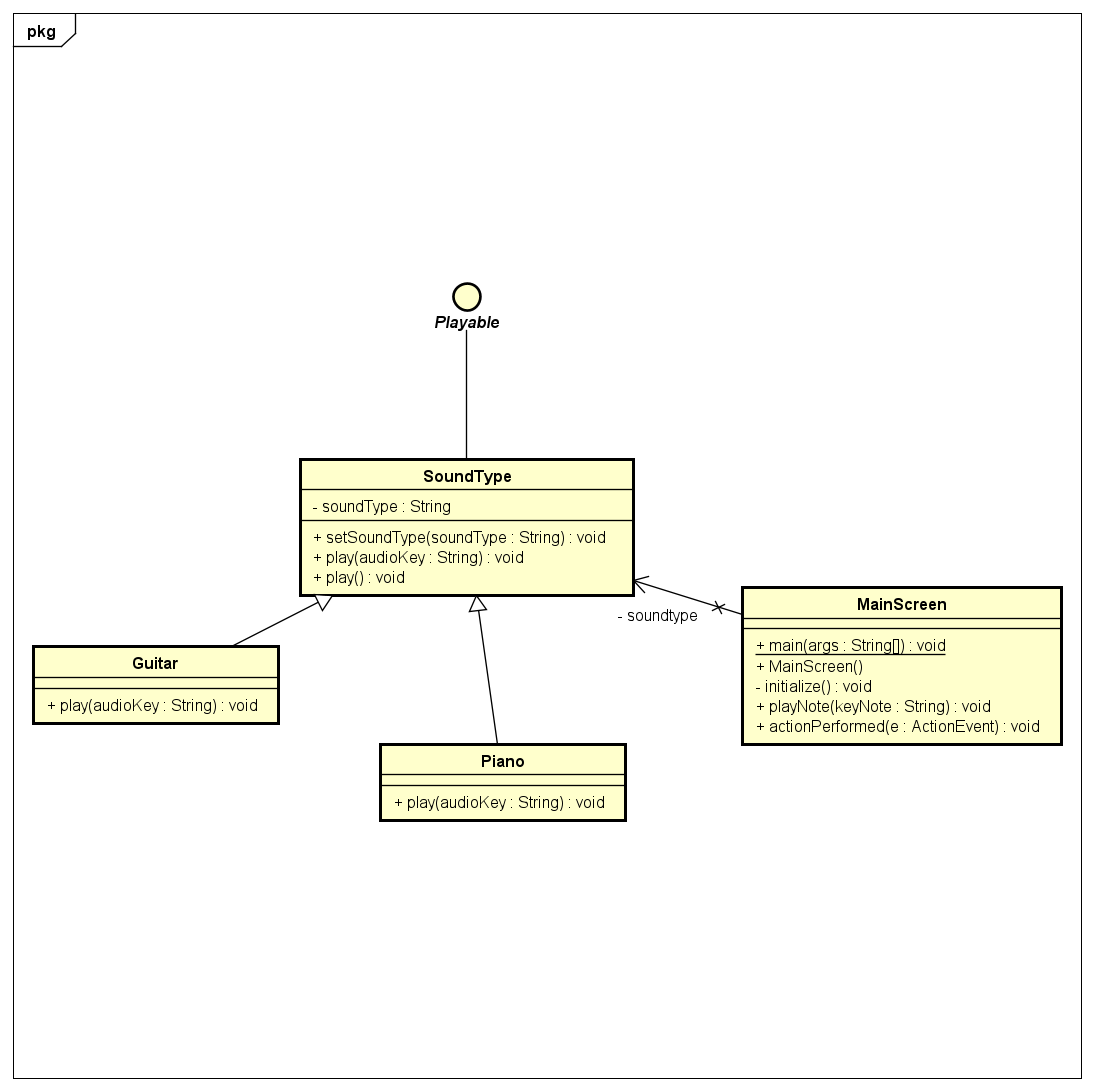 pkg
Playable
SoundType
- soundType : String
+ setSoundType(soundType : String) : void
+ play(audioKey : String) : void
+ play() : void
- soundtype
MainScreen
+ main(args : String[]) : void
+ MainScreen()
- initialize() : void
+ playNote(keyNote : String) : void
+ actionPerformed(e : ActionEvent) : void
Guitar
+ play(audioKey : String) : void
Piano
+ play(audioKey : String) : void